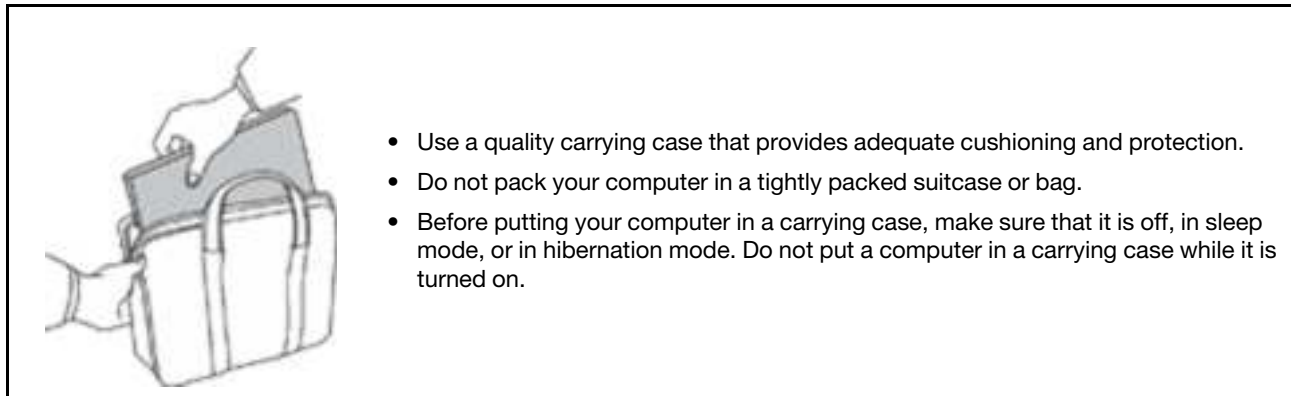 • Use a quality carrying case that provides adequate cushioning and protection.
• Do not pack your computer in a tightly packed suitcase or bag.
• Before putting your computer in a carrying case, make sure that it is off, in sleep
mode, or in hibernation mode. Do not put a computer in a carrying case while it is
turned on.